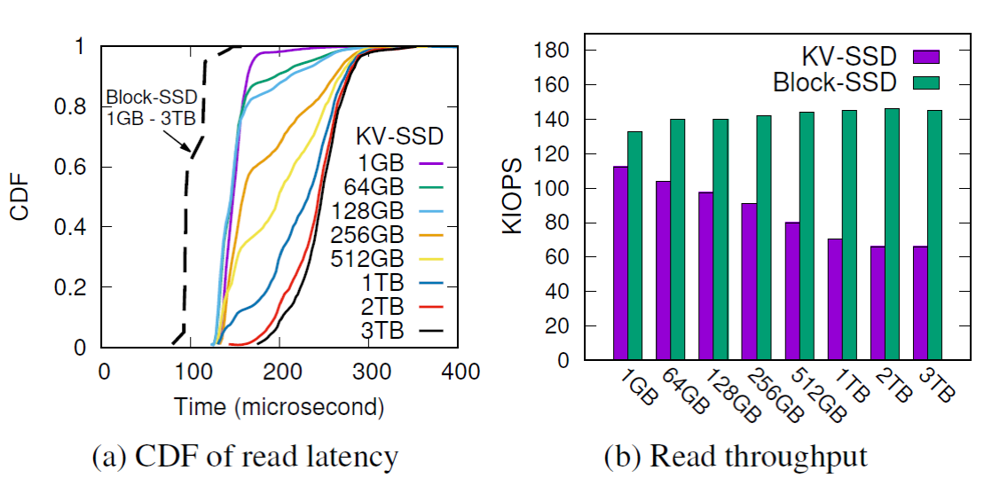 CDF
1
0.8
0.6
0.4
0.2
0
Block-SSD
1GB - 3TB
KV-SSD
1GB
64GB
128GB
256GB
512GB
1TB
2TB
3TB
0 100 200 300 400
Time (microsecond)
(a) CDF of read latency
KIOPS
180
160
140
120
100
80
60
40
20
0
KV-SSD
Block-SSD
1GB 64GB 128GB 256GB 512GB 1TB 2TB 3TB
(b) Read throughput